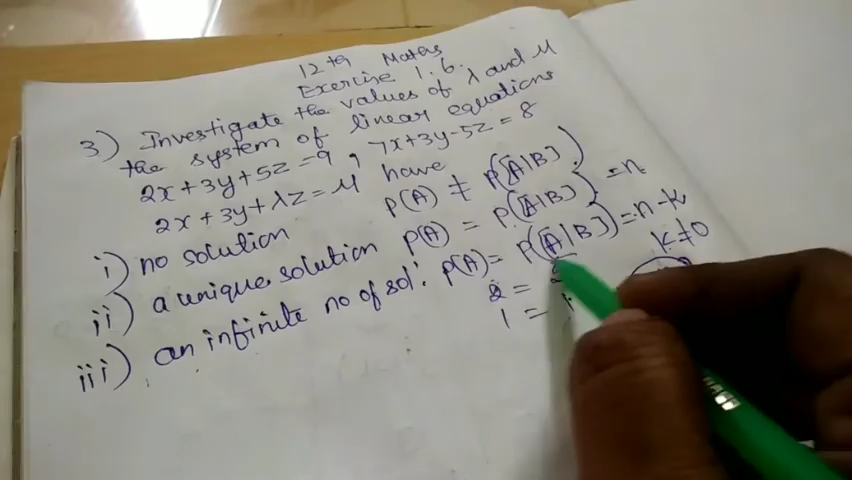 12th Maths
Exercise 1.6.
3) Investigate the values of λ and μ
the system of linear equations
2x+3y+5z=9, 7x+3y-5z=8
2x+3y+λz=μ have
i) no solution ρ(A) ≠ ρ([A|B])
ii) a unique solution ρ(A) = ρ([A|B]) } = n
iii) an infinite no of sol: ρ(A) = ρ([A|B]) = n-k
k≠0
2 = 2
1 = 1